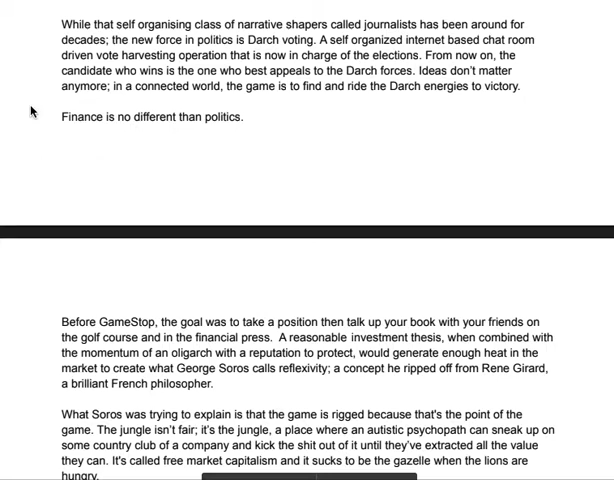 While that self organising class of narrative shapers called journalists has been around for
decades; the new force in politics is Darch voting. A self organized internet based chat room
driven vote harvesting operation that is now in charge of the elections. From now on, the
candidate who wins is the one who best appeals to the Darch forces. Ideas don't matter
anymore; in a connected world, the game is to find and ride the Darch energies to victory.
Finance is no different than politics.
Before GameStop, the goal was to take a position then talk up your book with your friends on
the golf course and in the financial press. A reasonable investment thesis, when combined with
the momentum of an oligarch with a reputation to protect, would generate enough heat in the
market to create what George Soros calls reflexivity; a concept he ripped off from Rene Girard,
a brilliant French philosopher.
What Soros was trying to explain is that the game is rigged because that's the point of the
game. The jungle isn't fair; it's the jungle, a place where an autistic psychopath can sneak up on
some country club of a company and kick the shit out of it until they've extracted all the value
they can. It's called free market capitalism and it sucks to be the gazelle when the lions are
hungry.